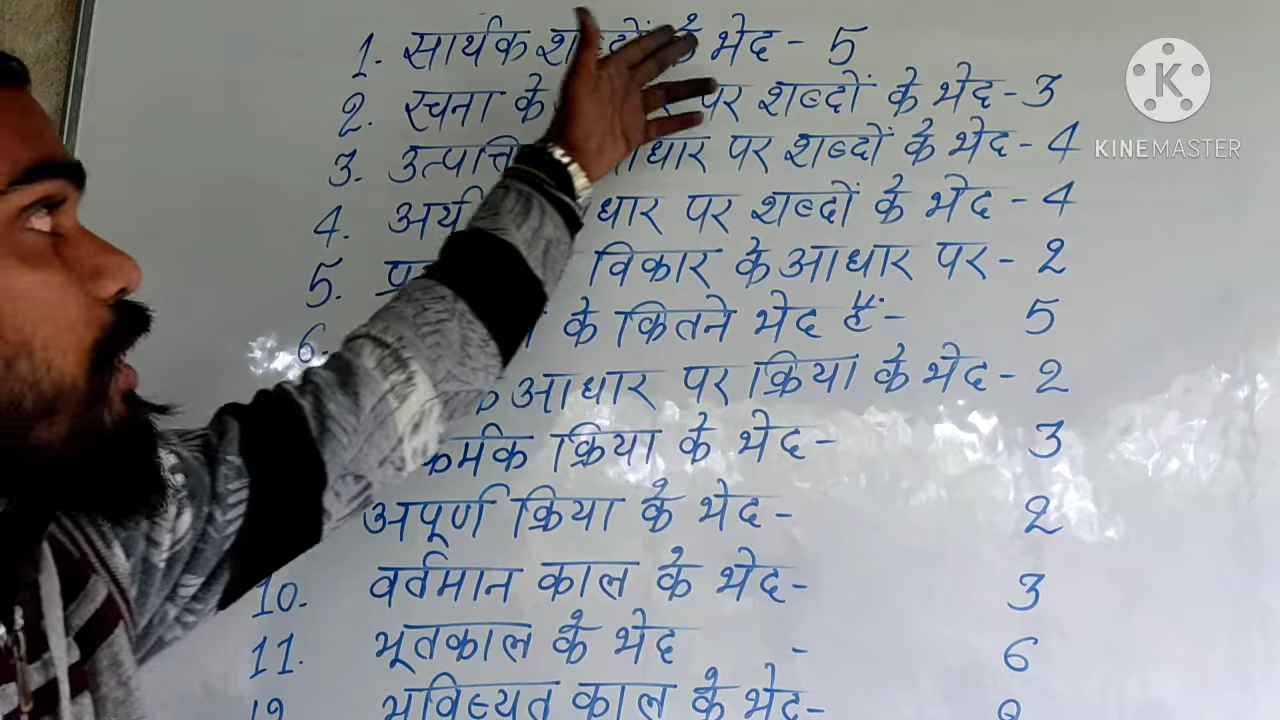 1. सार्थक शब्दों के भेद - 5
2. रचना के पर शब्दों के भेद - 3
3. उत्पत्ति आधार पर शब्दों के भेद - 4
4. अर्थ आधार पर शब्दों के भेद - 4
5. विकार के आधार पर - 2
6. के कितने भेद हैं - 5
आधार पर क्रिया के भेद - 2
क्रिया के भेद - 3
अपूर्ण क्रिया के भेद - 2
10. वर्तमान काल के भेद - 3
11. भूतकाल के भेद - 6
भविष्यत काल के भेद -
K
KINEMASTER